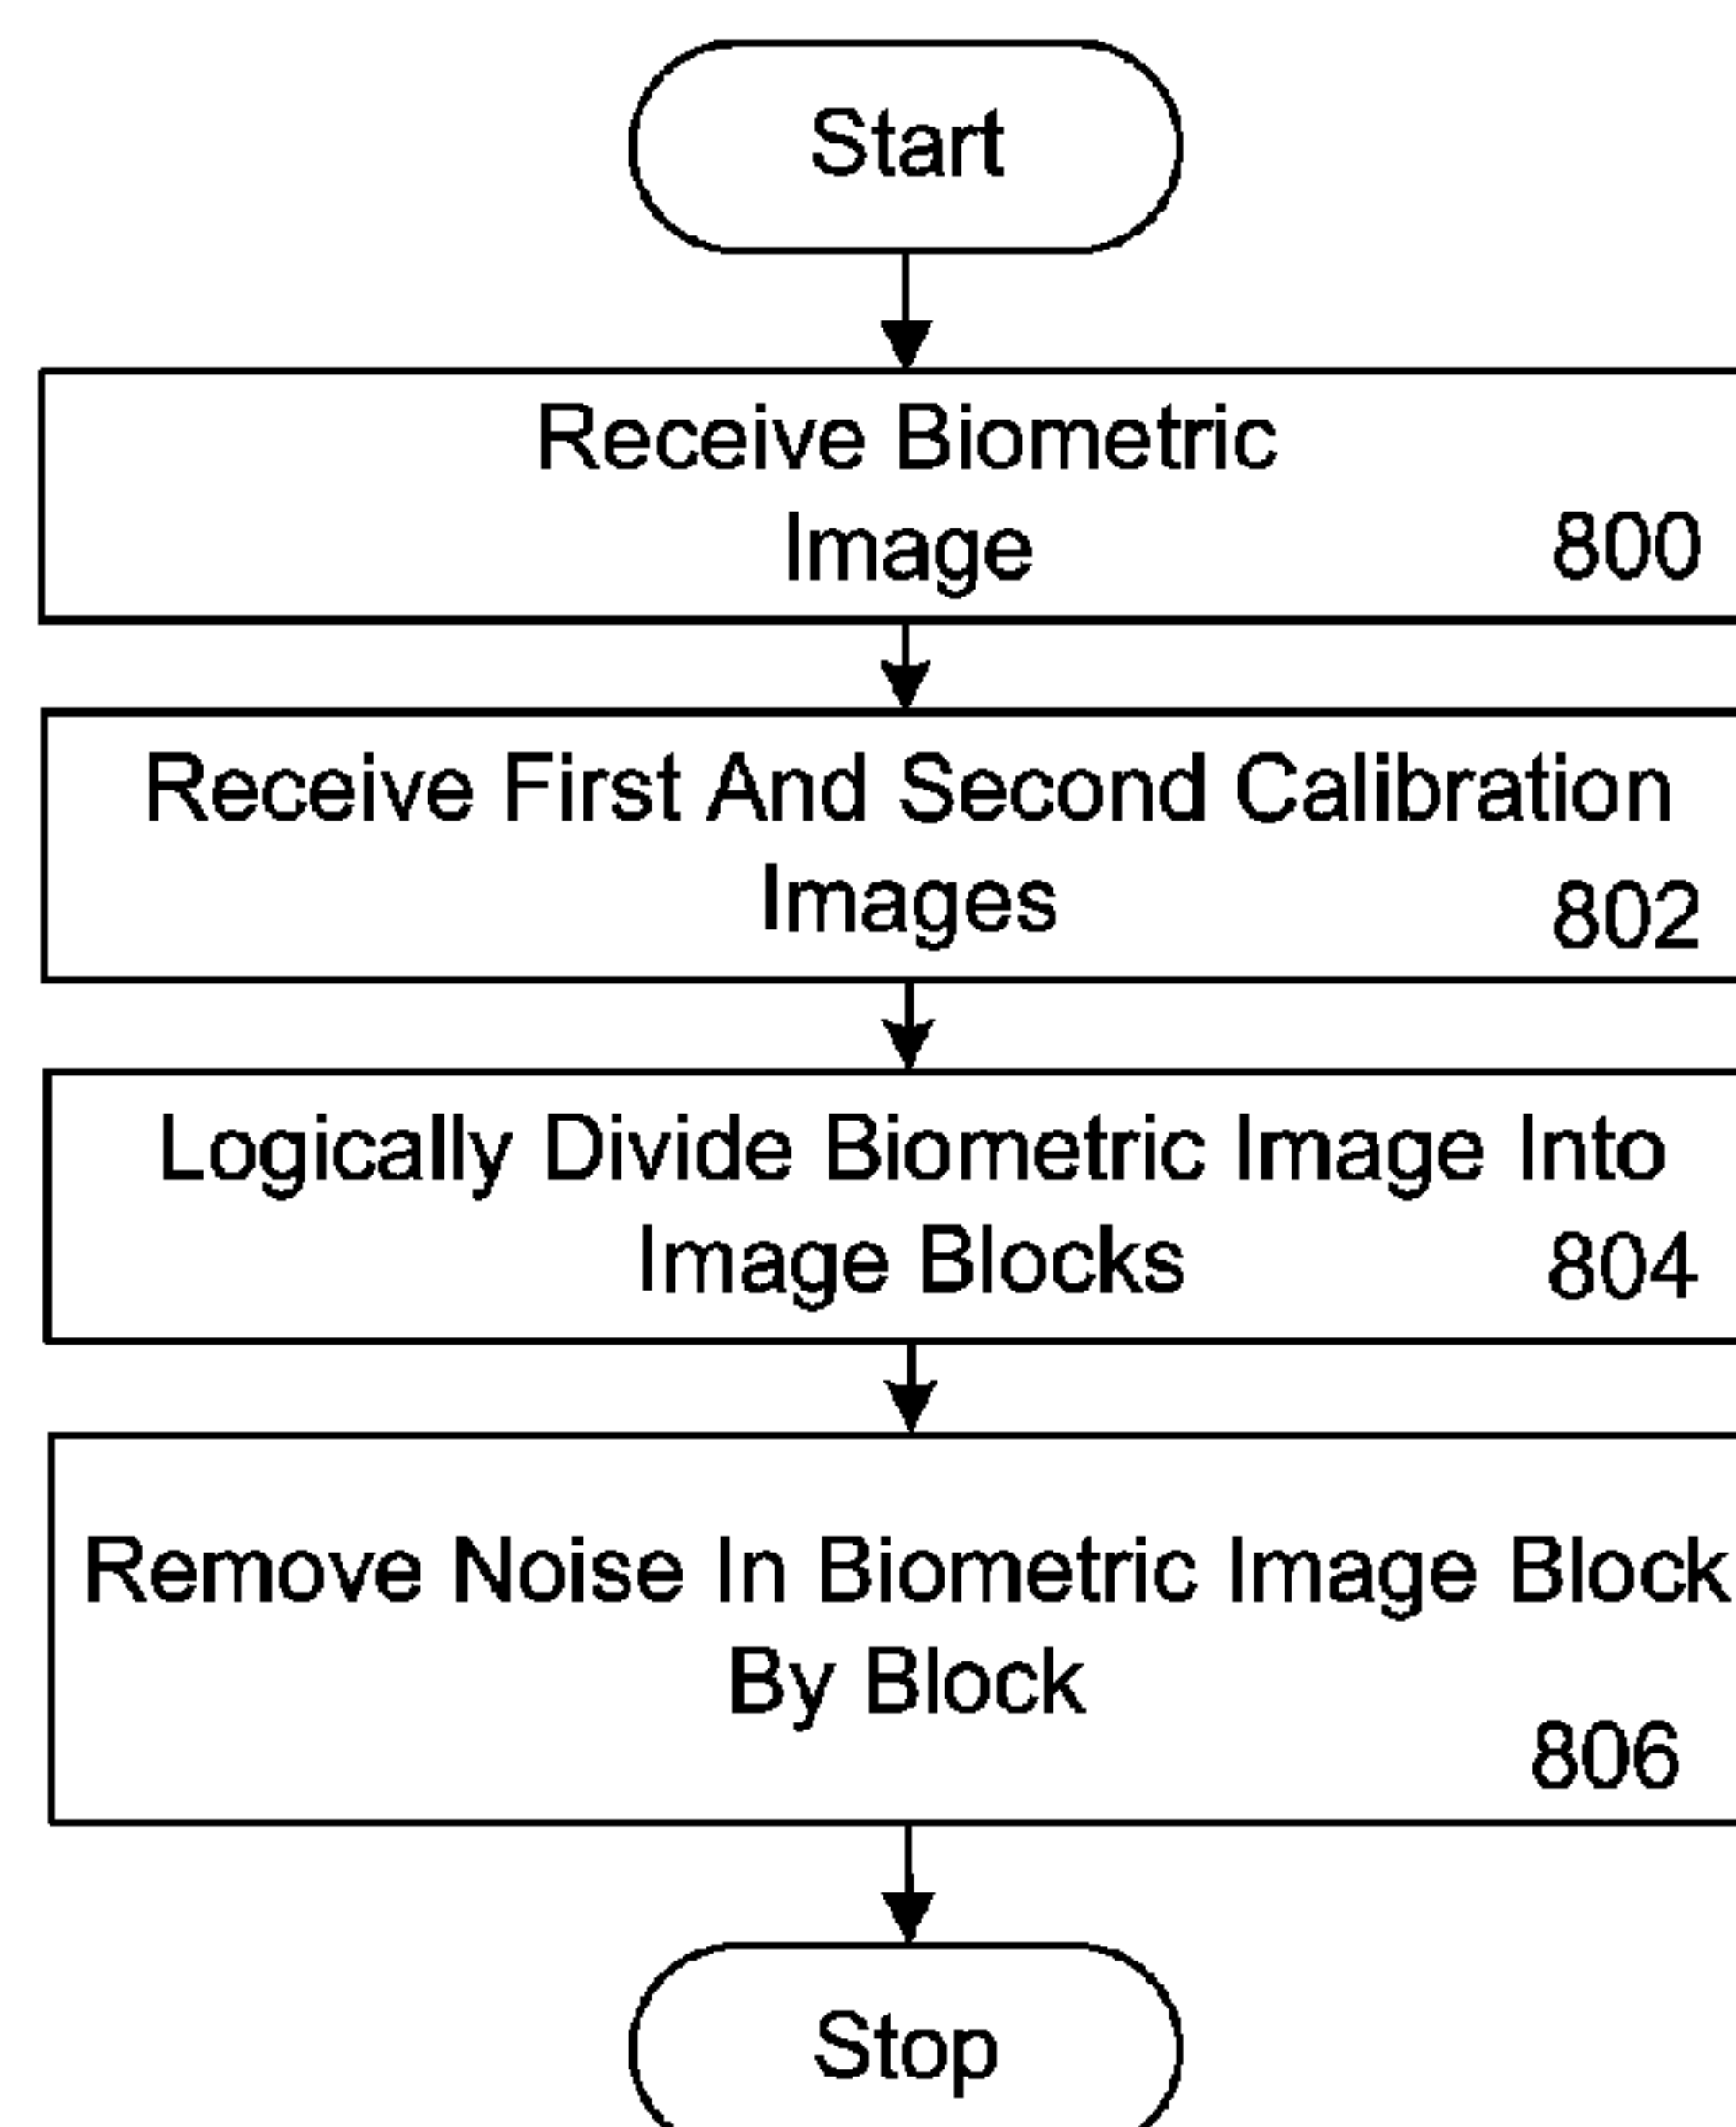 Start
Receive Biometric
Image
800
Receive First And Second Calibration
Images
802
Logically Divide Biometric Image Into
Image Blocks
804
Remove Noise In Biometric Image Block
By Block
806
Stop